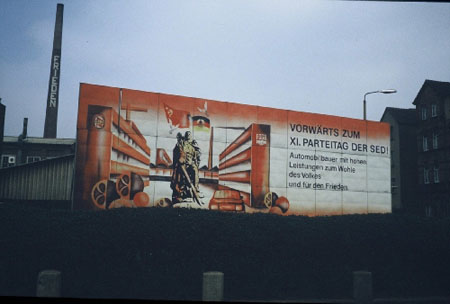 FRIEDEN
VORWÄRTS ZUM
XI. PARTEITAG DER SED!
Automobilbauer mit hohen
Leistungen zum Wohle
des Volkes
und für den Frieden.